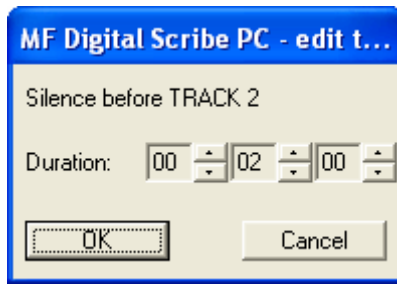 MF Digital Scribe PC - edit t...
Silence before TRACK 2
Duration: 00 02 00
OK Cancel